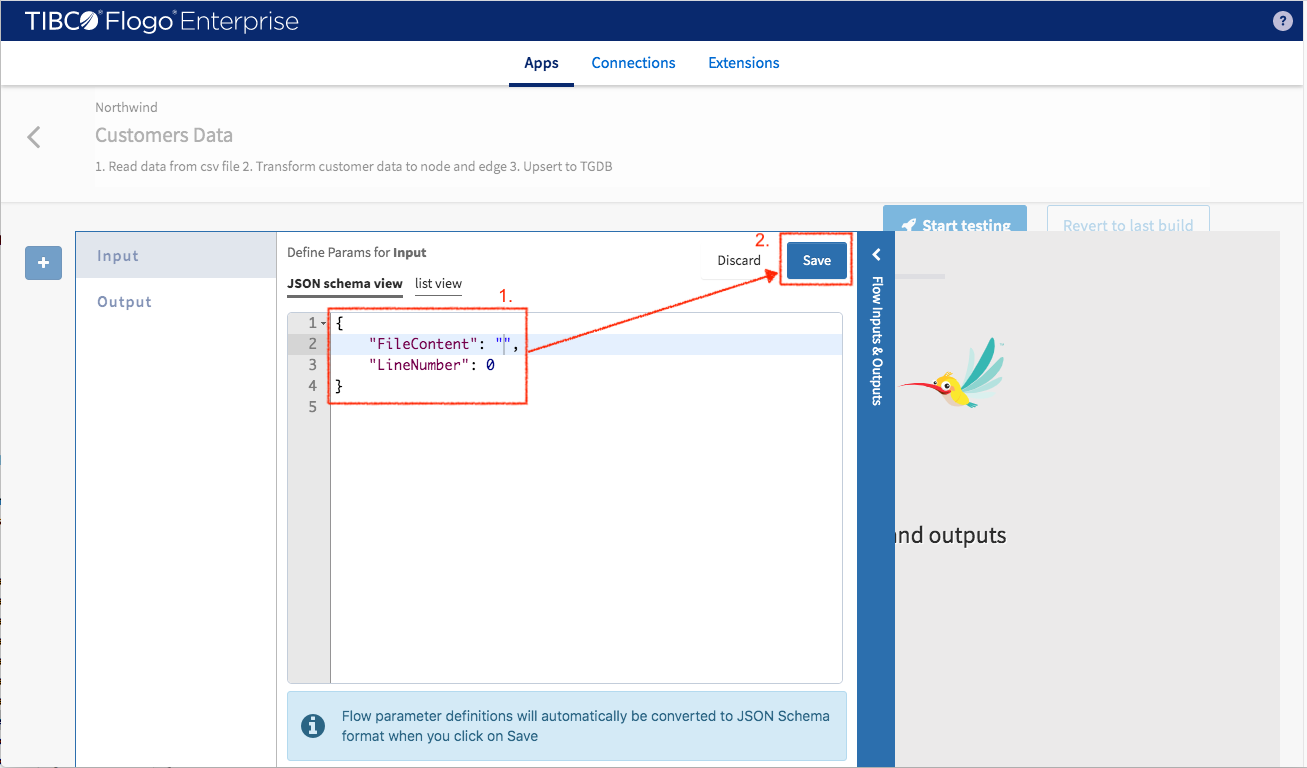 TIBCO® Flogo® Enterprise
?
Apps
Connections
Extensions
Northwind
Customers Data
1. Read data from csv file 2. Transform customer data to node and edge 3. Upsert to TGDB
Start testing
Revert to last build
+
Input
Output
Define Params for Input
2.
Discard
Save
JSON schema view
list view
1.
1 {
2 "FileContent": "",
3 "LineNumber": 0
4 }
5
Flow Inputs & Outputs
and outputs
Flow parameter definitions will automatically be converted to JSON Schema
format when you click on Save